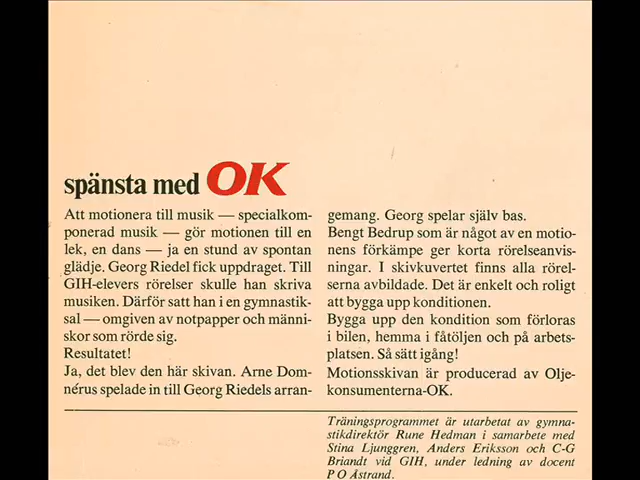 spänsta med OK
Att motionera till musik — specialkom-
ponerad musik — gör motionen till en
lek, en dans — ja en stund av spontan
glädje. Georg Riedel fick uppdraget. Till
GIH-elevers rörelser skulle han skriva
musiken. Därför satt han i en gymnastik-
sal — omgiven av notpapper och männi-
skor som rörde sig.
Resultatet!
Ja, det blev den här skivan. Arne Dom-
nérus spelade in till Georg Riedels arran-
gemang. Georg spelar själv bas.
Bengt Bedrup som är något av en motio-
nens förkämpe ger korta rörelseanvis-
ningar. I skivkuvertet finns alla rörel-
serna avbildade. Det är enkelt och roligt
att bygga upp konditionen.
Bygga upp den kondition som förloras
i bilen, hemma i fåtöljen och på arbets-
platsen. Så sätt igång!
Motionsskivan är producerad av Olje-
konsumenterna-OK.
Träningsprogrammet är utarbetat av gymna-
stikdirektör Rune Hedman i samarbete med
Stina Ljunggren, Anders Eriksson och C-G
Briandt vid GIH, under ledning av docent
P O Åstrand.